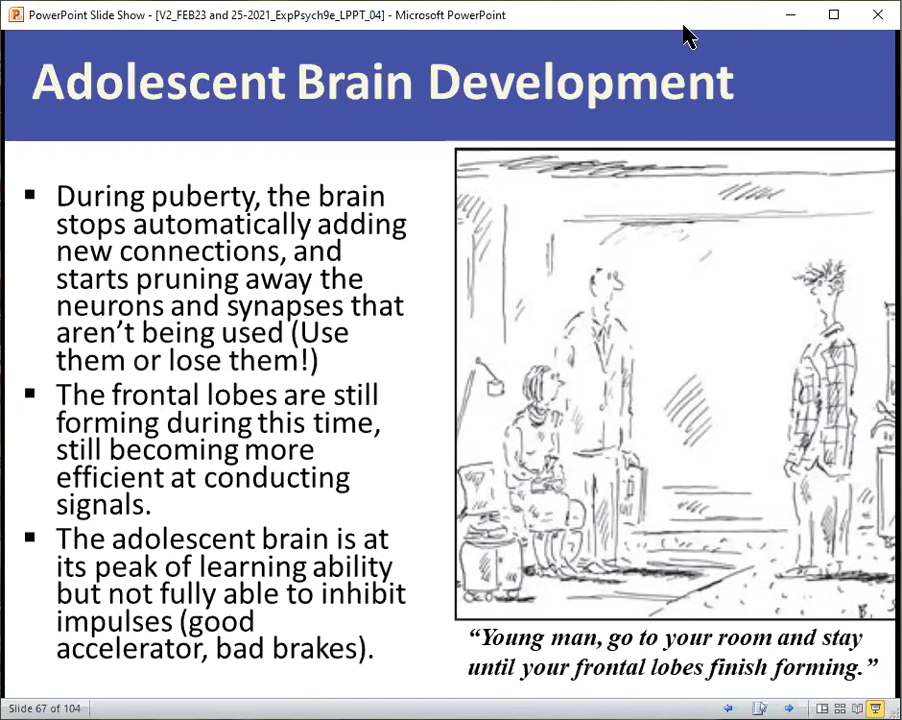 PowerPoint Slide Show - [V2_FEB23 and 25-2021_ExpPsych9e_LPPT_04] - Microsoft PowerPoint
Adolescent Brain Development
▪ During puberty, the brain
stops automatically adding
new connections, and
starts pruning away the
neurons and synapses that
aren’t being used (Use
them or lose them!)
▪ The frontal lobes are still
forming during this time,
still becoming more
efficient at conducting
signals.
▪ The adolescent brain is at
its peak of learning ability
but not fully able to inhibit
impulses (good
accelerator, bad brakes).
“Young man, go to your room and stay
until your frontal lobes finish forming.”
Slide 67 of 104